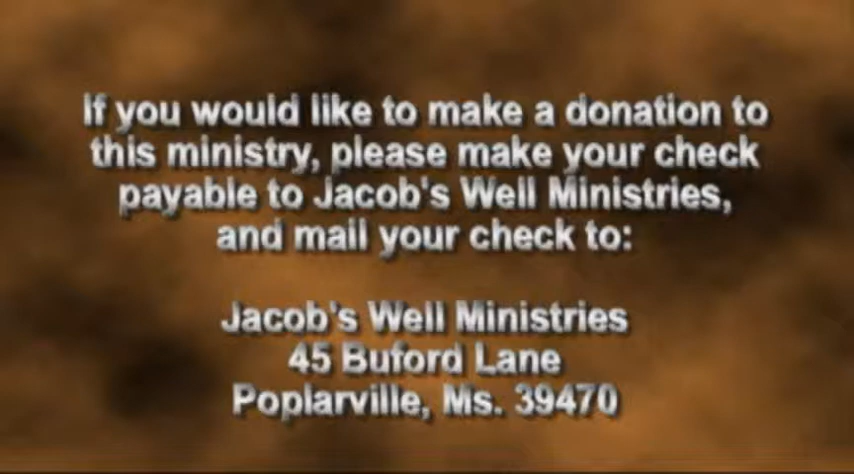 If you would like to make a donation to
this ministry, please make your check
payable to Jacob's Well Ministries,
and mail your check to:
Jacob's Well Ministries
45 Buford Lane
Poplarville, Ms. 39470